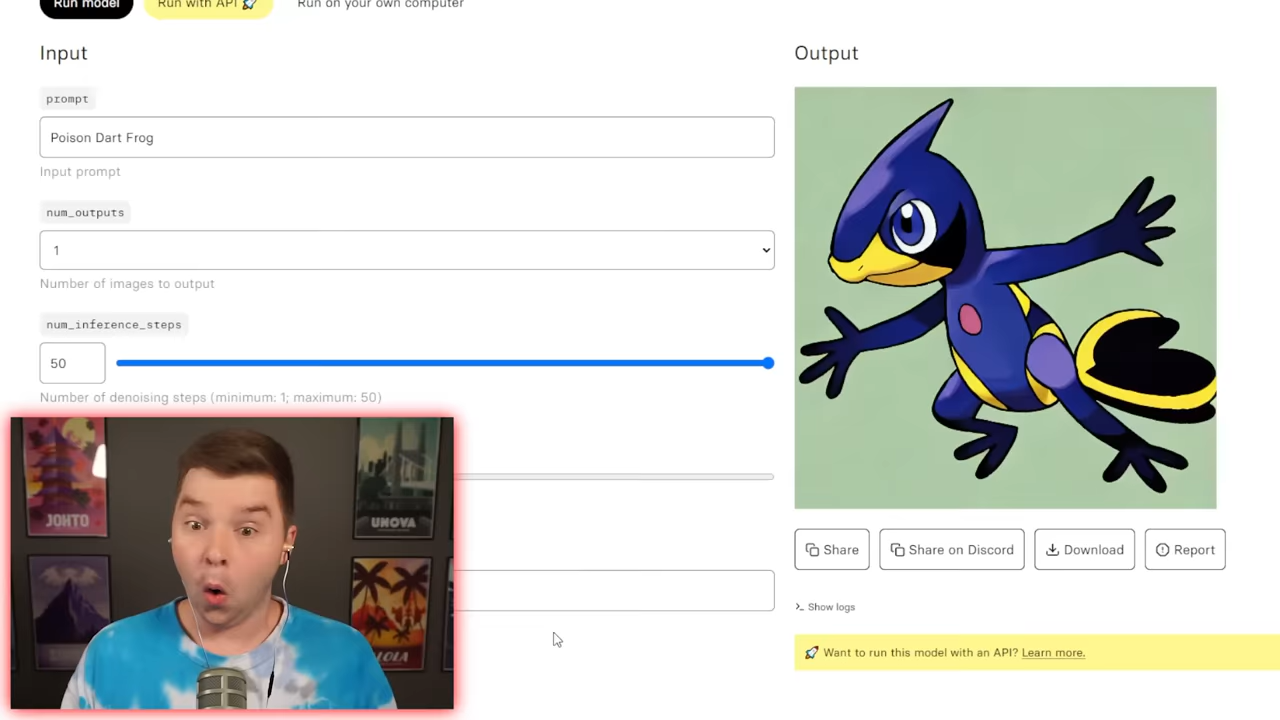 Run model
Run with API 🚀
Run on your own computer
Input
Output
prompt
Poison Dart Frog
Input prompt
num_outputs
1
Number of images to output
num_inference_steps
50
Number of denoising steps (minimum: 1; maximum: 50)
JOHTO
UNOVA
Share
Share on Discord
Download
Report
>_ Show logs
🚀 Want to run this model with an API? Learn more.